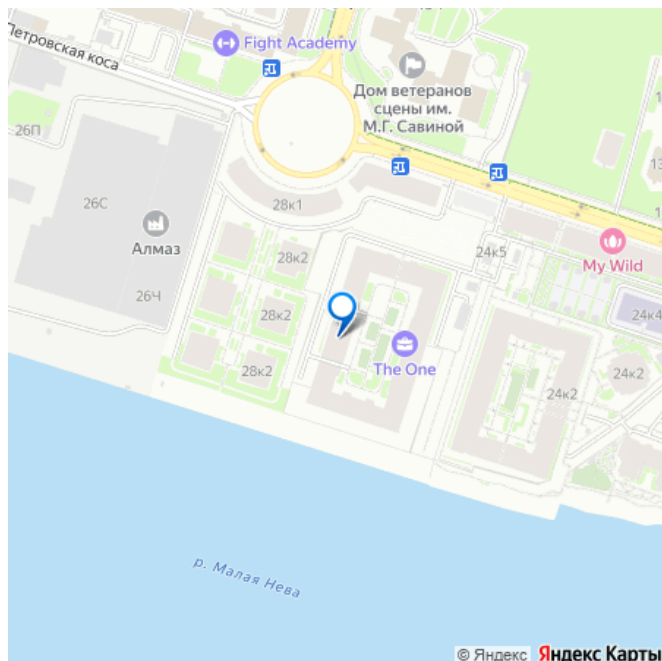 Петровская коса
Fight Academy
Дом ветеранов
сцены им.
М.Г. Савиной
26П
26С
28к1
Алмаз
26Ч
28к2
24к5
My Wild
28к2
24к4
The One
28к2
24к2
24к2
р. Малая Нева
© Яндекс Яндекс Карты